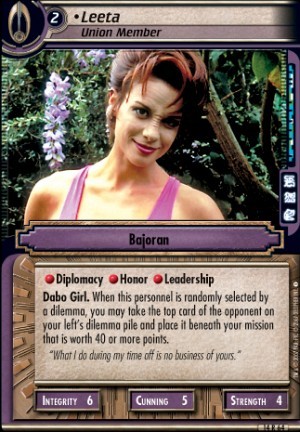 2
•Leeta
Union Member
Bajoran
Diplomacy Honor Leadership
Dabo Girl. When this personnel is randomly selected by
a dilemma, you may take the top card of the opponent on
your left's dilemma pile and place it beneath your mission
that is worth 40 or more points.
"What I do during my time off is no business of yours."
INTEGRITY 6 CUNNING 5 STRENGTH 4